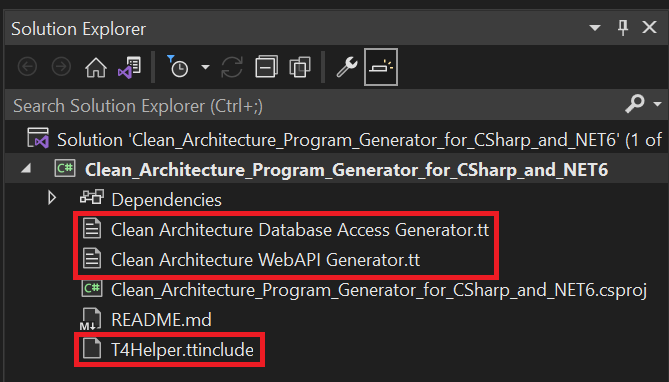 Solution Explorer
Search Solution Explorer (Ctrl+;)
Solution 'Clean_Architecture_Program_Generator_for_CSharp_and_NET6' (1 of
C# Clean_Architecture_Program_Generator_for_CSharp_and_NET6
Dependencies
Clean Architecture Database Access Generator.tt
Clean Architecture WebAPI Generator.tt
C# Clean_Architecture_Program_Generator_for_CSharp_and_NET6.csproj
M README.md
T4Helper.ttinclude